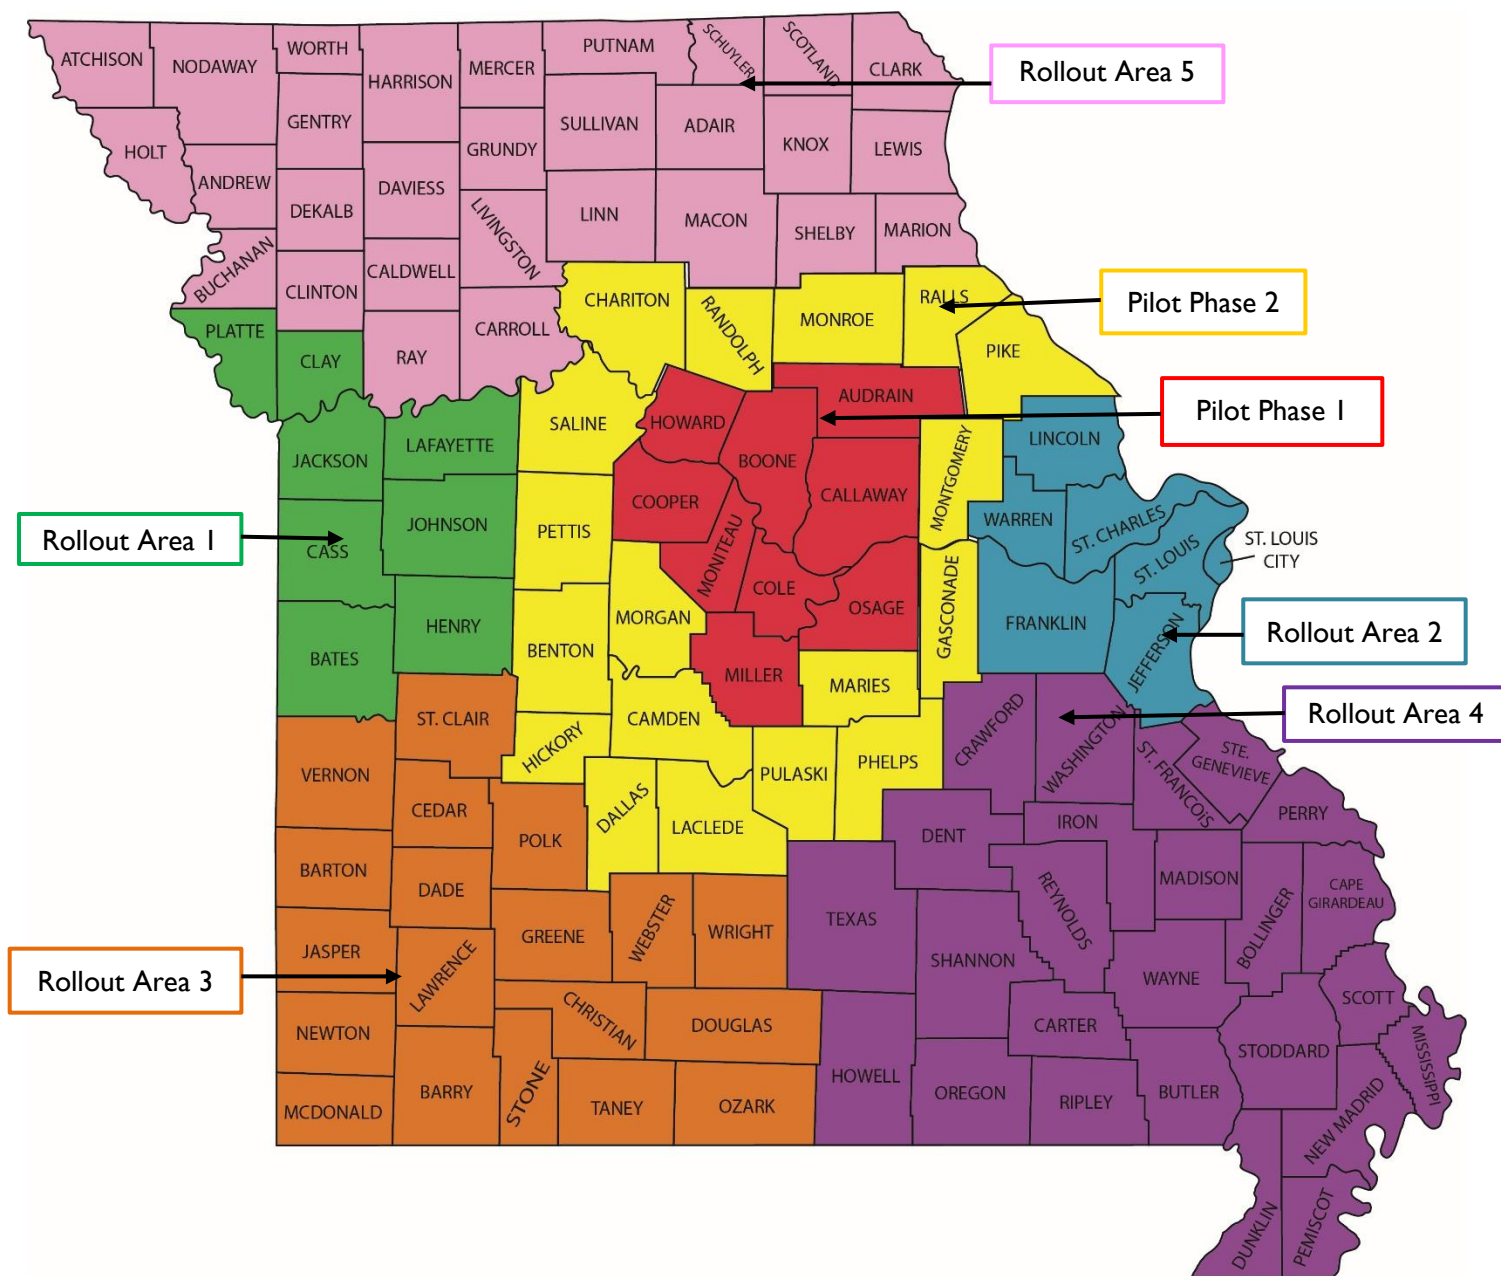 ATCHISON
NODAWAY
WORTH
HARRISON
MERCER
PUTNAM
SCHUYLER
SCOTLAND
CLARK
Rollout Area 5
HOLT
GENTRY
GRUNDY
SULLIVAN
ADAIR
KNOX
LEWIS
ANDREW
DEKALB
DAVIESS
LIVINGSTON
LINN
MACON
SHELBY
MARION
BUCHANAN
CLINTON
CALDWELL
CHARITON
RANDOLPH
MONROE
RALLS
Pilot Phase 2
PLATTE
CLAY
RAY
CARROLL
PIKE
SALINE
HOWARD
AUDRAIN
Pilot Phase 1
JACKSON
LAFAYETTE
BOONE
MONTGOMERY
LINCOLN
COOPER
CALLAWAY
Rollout Area 1
CASS
JOHNSON
PETTIS
MONITEAU
WARREN
ST. CHARLES
ST. LOUIS
ST. LOUIS
CITY
COLE
OSAGE
GASCONADE
BATES
HENRY
BENTON
MORGAN
FRANKLIN
JEFFERSON
Rollout Area 2
MILLER
MARIES
ST. CLAIR
HICKORY
CAMDEN
CRAWFORD
WASHINGTON
Rollout Area 4
VERNON
PULASKI
PHELPS
ST. FRANCOIS
STE.
GENEVIEVE
CEDAR
POLK
DALLAS
LACLEDE
DENT
IRON
PERRY
BARTON
DADE
REYNOLDS
MADISON
CAPE
GIRARDEAU
JASPER
GREENE
WEBSTER
WRIGHT
TEXAS
BOLLINGER
Rollout Area 3
LAWRENCE
SHANNON
WAYNE
SCOTT
NEWTON
CHRISTIAN
DOUGLAS
CARTER
STODDARD
MISSISSIPPI
MCDONALD
BARRY
STONE
TANEY
OZARK
HOWELL
OREGON
RIPLEY
BUTLER
NEW MADRID
DUNKLIN
PEMISCOT